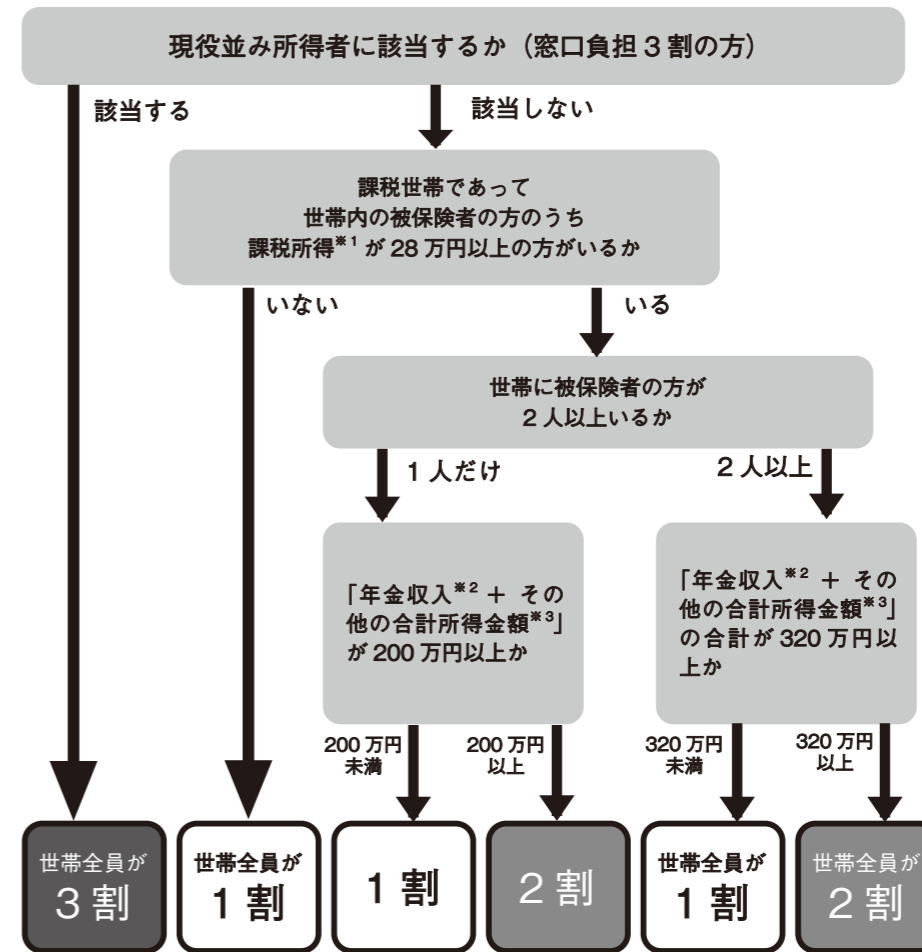 現役並み所得者に該当するか（窓口負担3割の方）
該当する
該当しない
課税世帯であって
世帯内の被保険者の方のうち
課税所得※1が28万円以上の方がいるか
いない
いる
世帯に被保険者の方が
2人以上いるか
1人だけ
2人以上
「年金収入※2 ＋ その
他の合計所得金額※3」
が200万円以上か
「年金収入※2 ＋ その
他の合計所得金額※3」
の合計が320万円以
上か
200万円
未満
200万円
以上
320万円
未満
320万円
以上
世帯全員が
3割
世帯全員が
1割
1割
2割
世帯全員が
1割
世帯全員が
2割